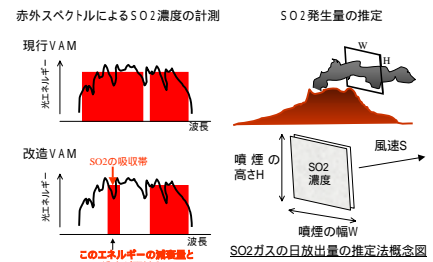 赤外スペクトルによるSO2濃度の計測
現行VAM
光エネルギー
波長
改造VAM
SO2の吸収帯
光エネルギー
波長
このエネルギーの減衰量と
SO2発生量の推定
W
H
噴煙の
高さH
SO2
濃度
風速S
噴煙の幅W
SO2ガスの日放出量の推定法概念図